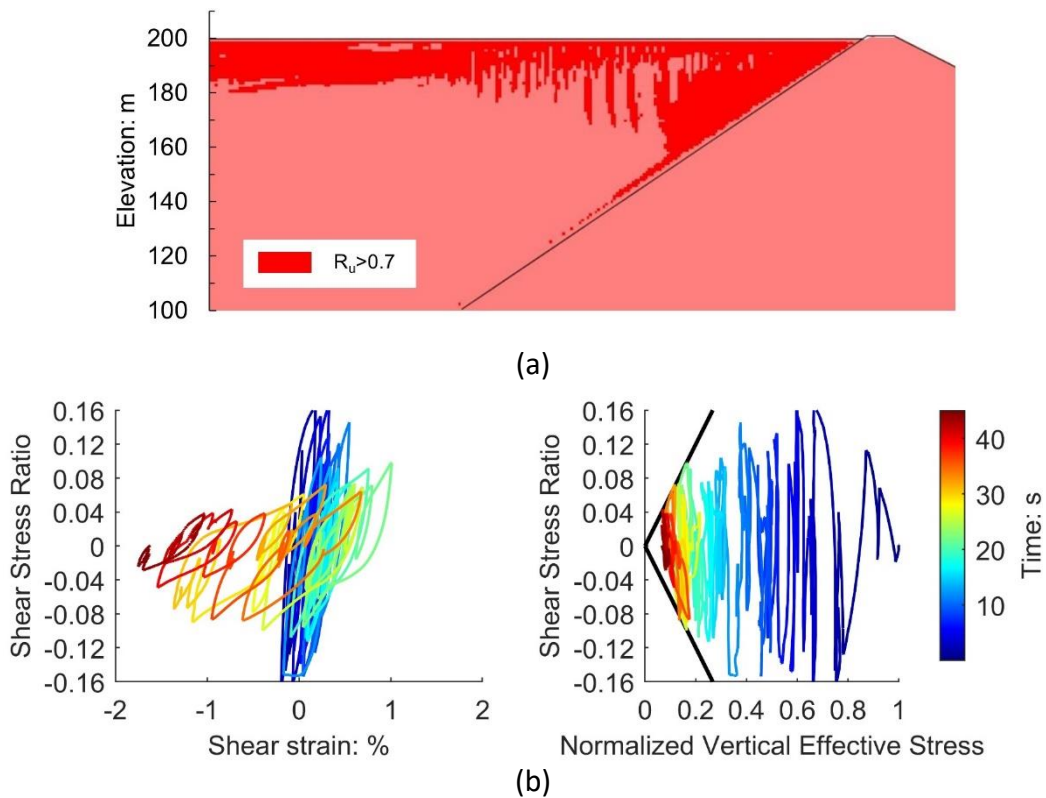 200
180
160
140
120
100
Elevation: m
Ru>0.7
(a)
0.16
0.12
0.08
0.04
0
-0.04
-0.08
-0.12
-0.16
Shear Stress Ratio
-2 -1 0 1 2
Shear strain: %
0.16
0.12
0.08
0.04
0
-0.04
-0.08
-0.12
-0.16
Shear Stress Ratio
0 0.2 0.4 0.6 0.8 1
Normalized Vertical Effective Stress
40
30
20
10
Time: s
(b)